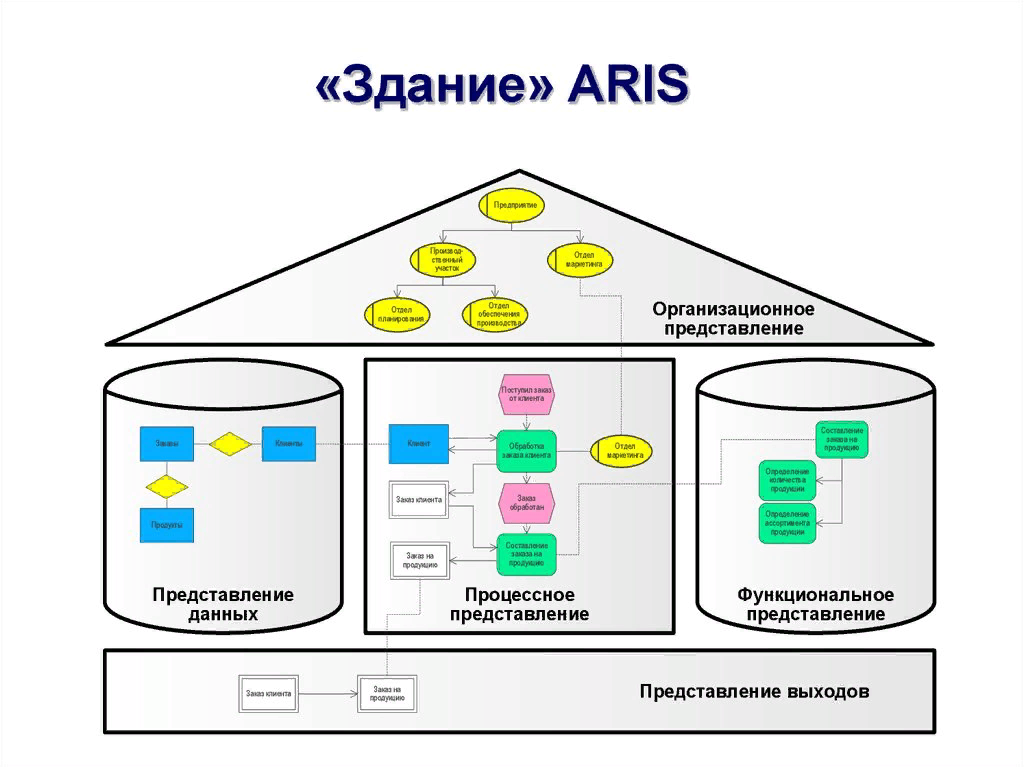 «Здание» ARIS
Предприятие
Производ-
ственный
участок
Отдел
маркетинга
Отдел
планирования
Отдел
обеспечения
производства
Организационное
представление
Заказы
Клиенты
Продукты
Представление
данных
Поступил заказ
от клиента
Клиент
Обработка
заказа клиента
Отдел
маркетинга
Заказ клиента
Заказ
обработан
Заказ на
продукцию
Составление
заказа на
продукцию
Процессное
представление
Составление
заказа на
продукцию
Определение
количества
продукции
Определение
ассортимента
продукции
Функциональное
представление
Заказ клиента
Заказ на
продукцию
Представление выходов